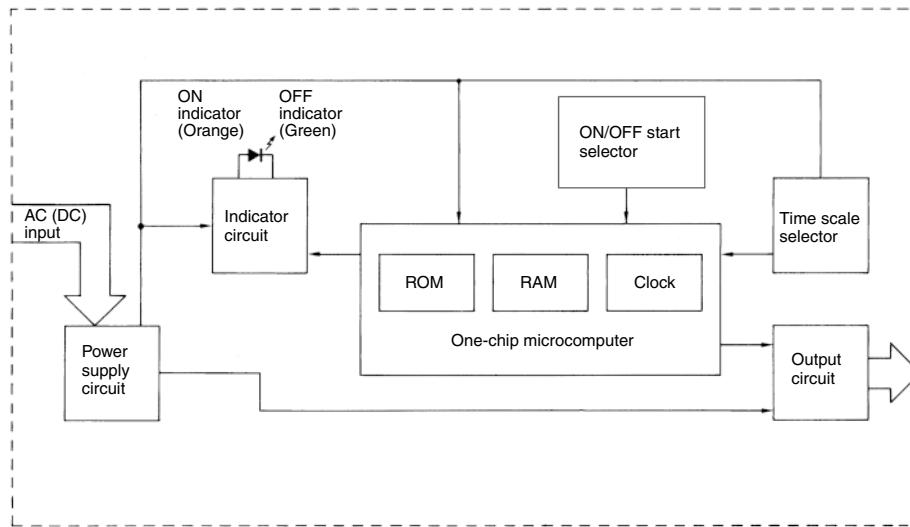 ON
indicator
(Orange)
OFF
indicator
(Green)
ON/OFF start
selector
AC (DC)
input
Indicator
circuit
Time scale
selector
ROM
RAM
Clock
One-chip microcomputer
Power
supply
circuit
Output
circuit